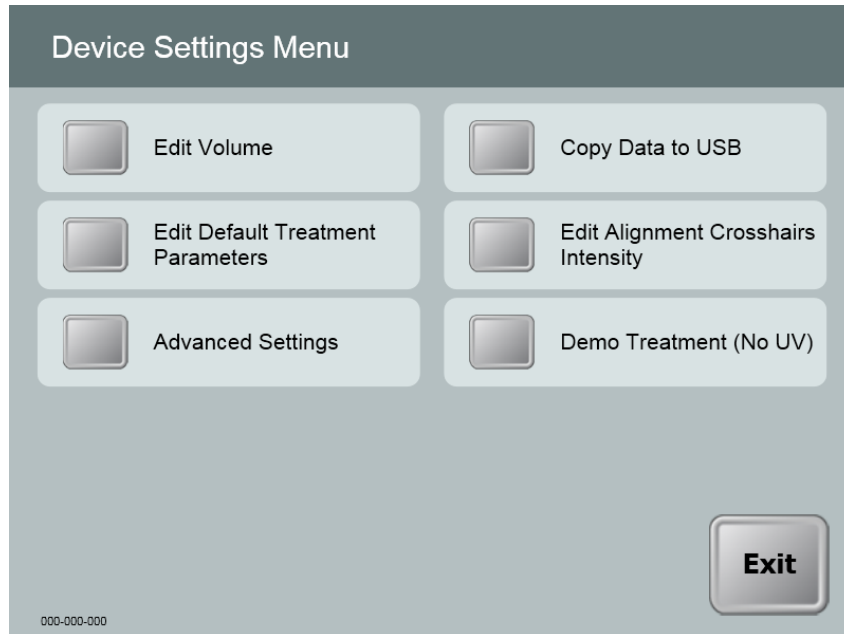 Device Settings Menu
Edit Volume
Copy Data to USB
Edit Default Treatment
Parameters
Edit Alignment Crosshairs
Intensity
Advanced Settings
Demo Treatment (No UV)
Exit
000-000-000